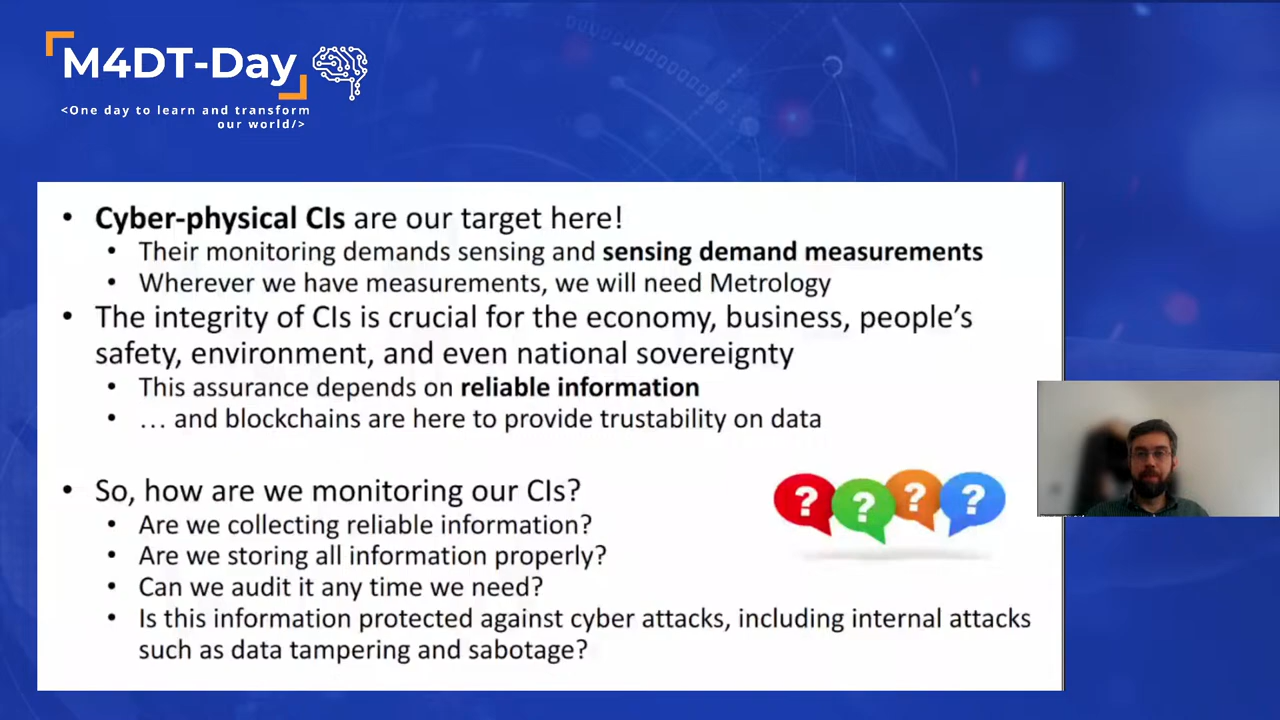 M4DT-Day
<One day to learn and transform
our world/>
• Cyber-physical CIs are our target here!
• Their monitoring demands sensing and sensing demand measurements
• Wherever we have measurements, we will need Metrology
• The integrity of CIs is crucial for the economy, business, people’s
safety, environment, and even national sovereignty
• This assurance depends on reliable information
• … and blockchains are here to provide trustability on data
• So, how are we monitoring our CIs?
• Are we collecting reliable information?
• Are we storing all information properly?
• Can we audit it any time we need?
• Is this information protected against cyber attacks, including internal attacks
such as data tampering and sabotage?
? ? ? ?